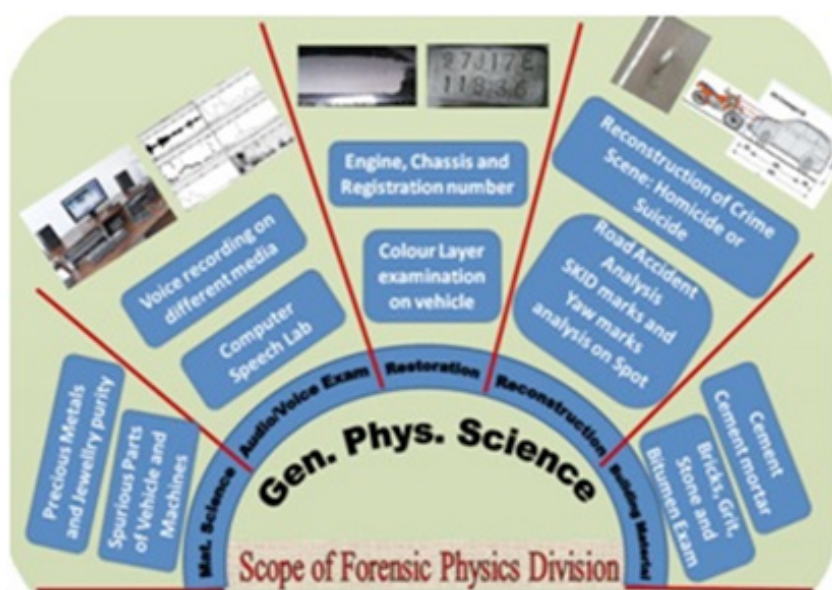 27J17E
11836
Engine, Chassis and
Registration number
Colour Layer
examination
on vehicle
Voice recording on
different media
Computer
Speech Lab
Reconstruction of Crime
Scene: Homicide or
Suicide
Road Accident
Analysis
SKID marks and
Yaw marks
analysis on Spot
Precious Metals
and Jewellry purity
Spurious Parts
of Vehicle and
Machines
Cement
Cement mortar
Bricks, Grit,
Stone and
Bitumen Exam
Mat. Science
Audio/Voice Exam
Restoration
Reconstruction
Building Material
Gen. Phys. Science
Scope of Forensic Physics Division